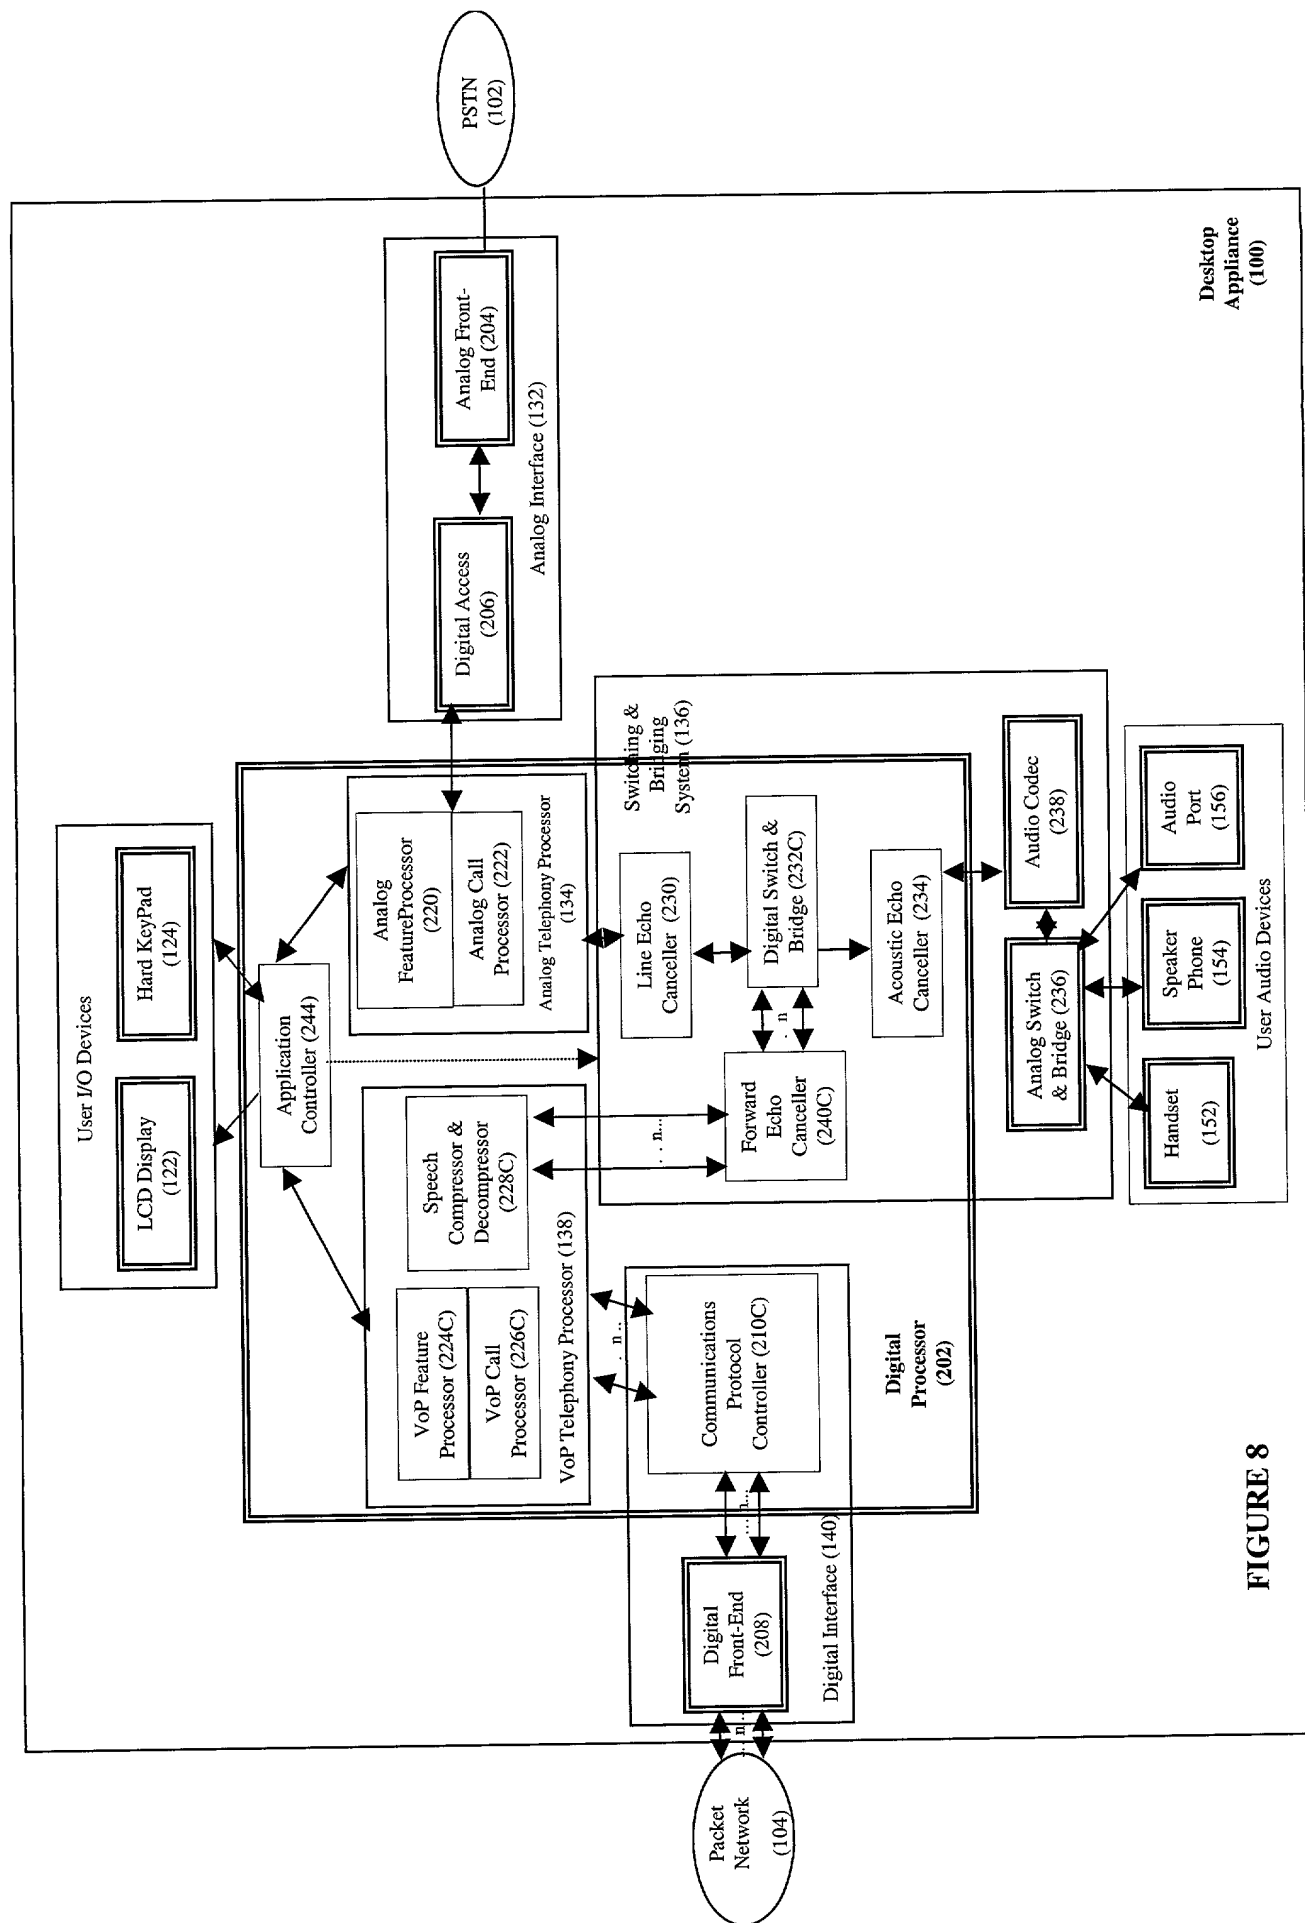 User I/O Devices
LCD Display
(122)
Hard KeyPad
(124)
Application
Controller (244)
PSTN
(102)
VoP Feature
Processor (224C)
VoP Call
Processor (226C)
Speech
Compressor &
Decompressor
(228C)
VoP Telephony Processor (138)
Analog
FeatureProcessor
(220)
Analog Call
Processor (222)
Analog Telephony Processor
(134)
Digital Access
(206)
Analog Front-
End (204)
Analog Interface (132)
. n ..
. . n...
Switching &
Bridging
System (136)
Line Echo
Canceller (230)
Packet
Network
(104)
...n...
Digital
Front-End
(208)
.....n...
Communications
Protocol
Controller (210C)
Digital Interface (140)
Forward
Echo
Canceller
(240C)
. n
Digital Switch &
Bridge (232C)
Acoustic Echo
Canceller (234)
Digital
Processor
(202)
Analog Switch
& Bridge (236)
Audio Codec
(238)
Handset
(152)
Speaker
Phone
(154)
Audio
Port
(156)
User Audio Devices
Desktop
Appliance
(100)
FIGURE 8